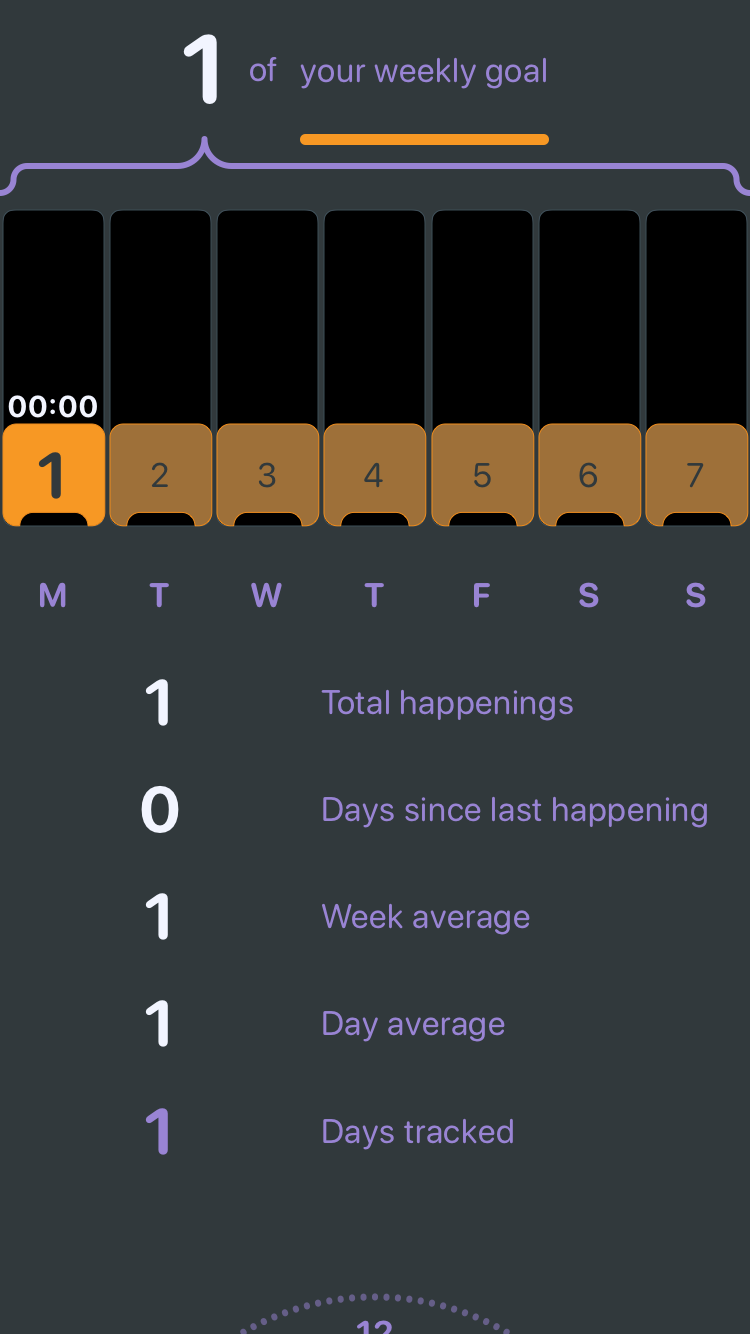 1 of your weekly goal
00:00
1 2 3 4 5 6 7
M T W T F S S
1 Total happenings
0 Days since last happening
1 Week average
1 Day average
1 Days tracked
12